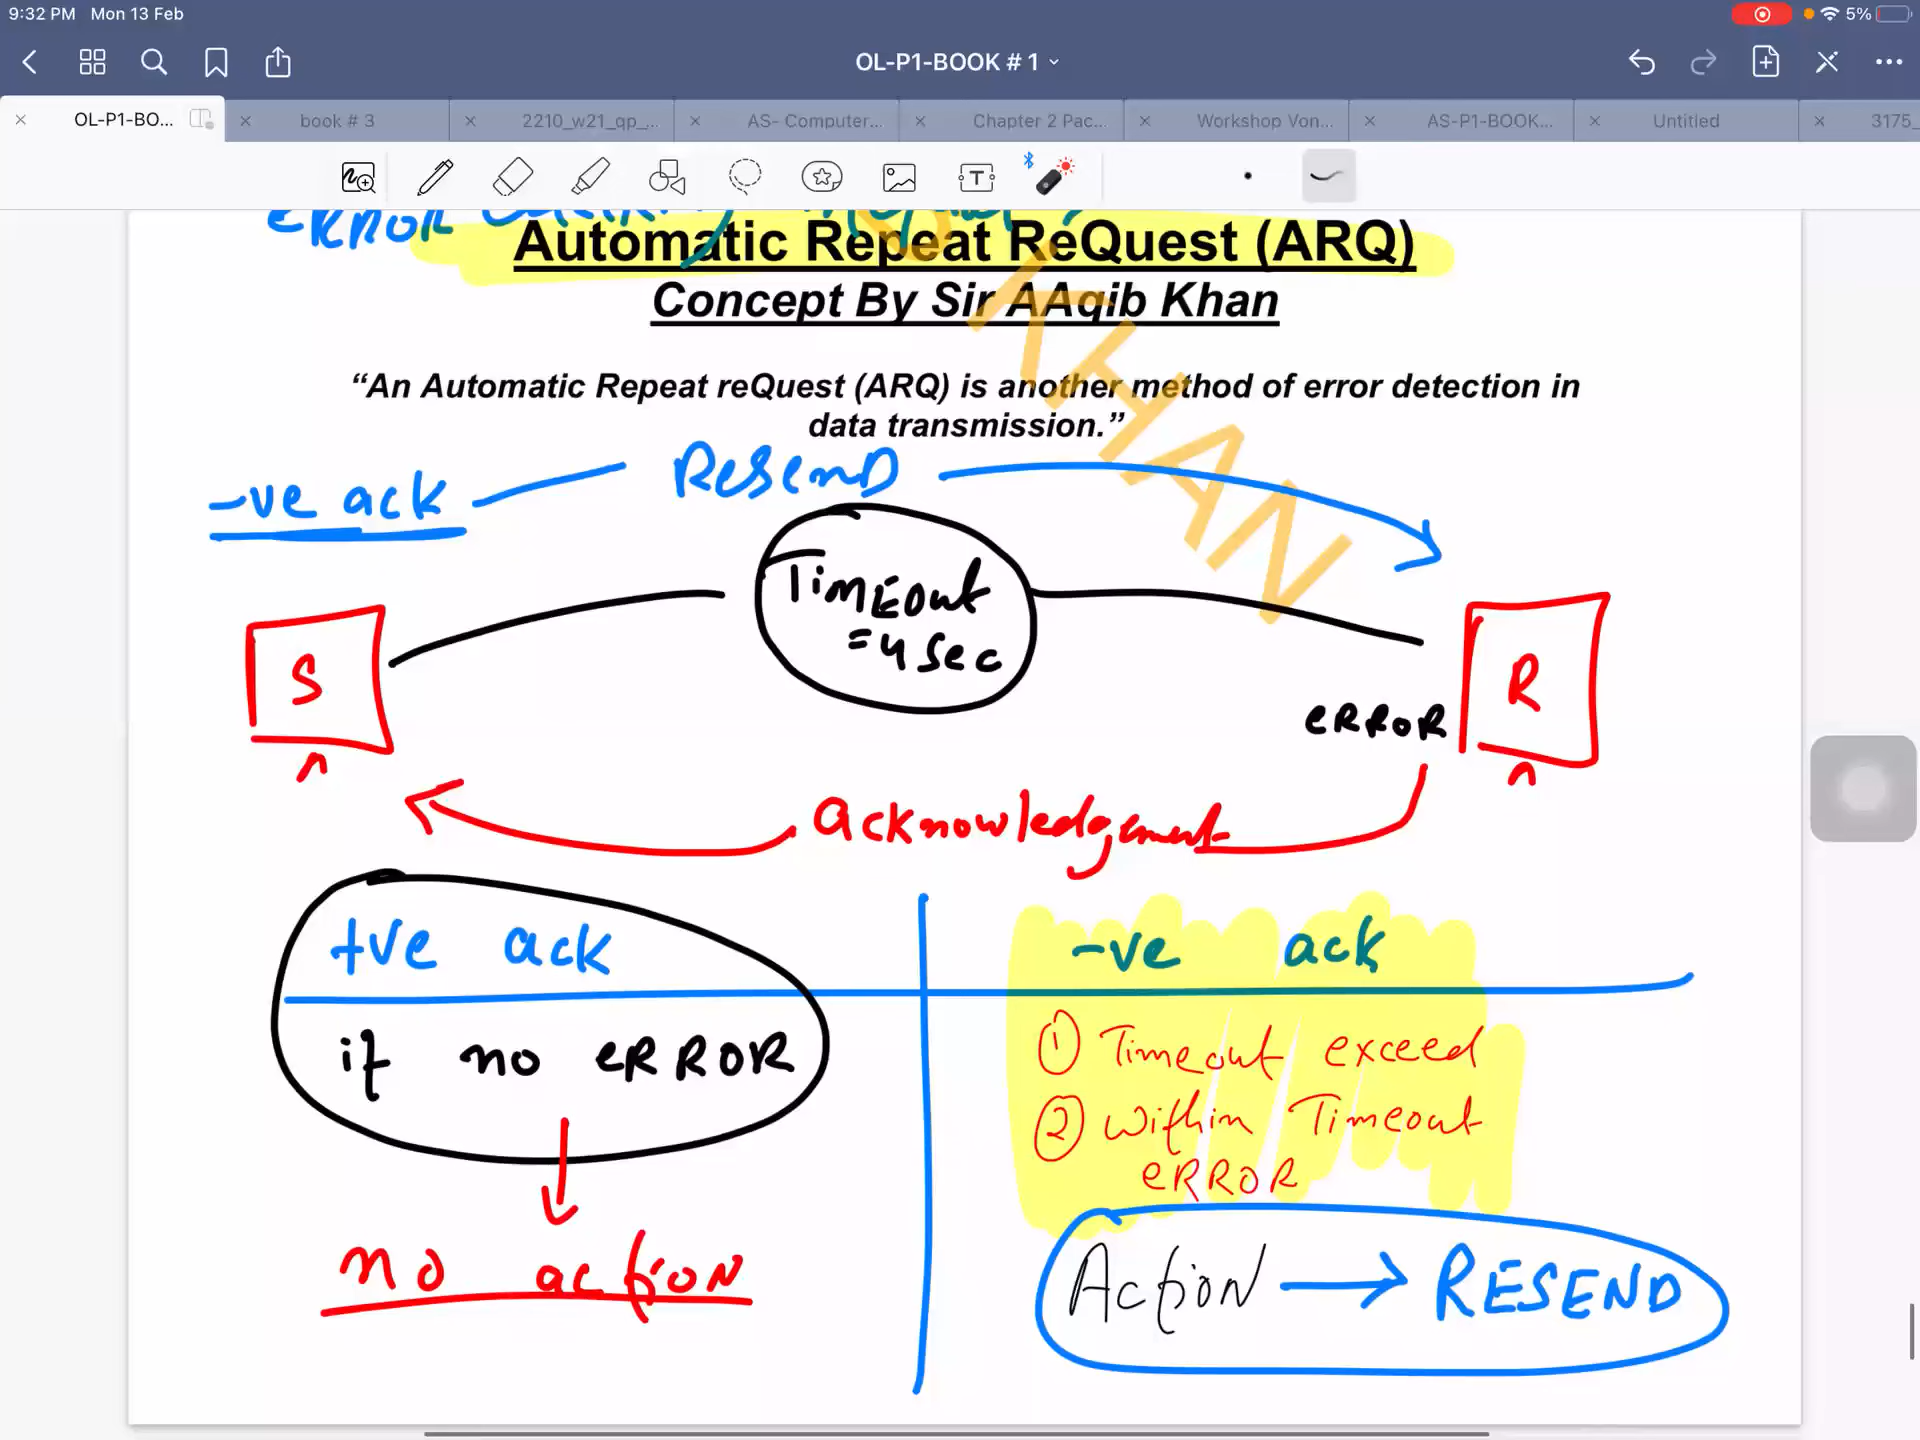 9:32 PM Mon 13 Feb
5%
OL-P1-BOOK # 1
OL-P1-BO...
book # 3
2210_w21_qp_...
AS- Computer...
Chapter 2 Pac...
Workshop Von...
AS-P1-BOOK...
Untitled
3175_
ERROR
Automatic Repeat ReQuest (ARQ)
Concept By Sir AAqib Khan
“An Automatic Repeat reQuest (ARQ) is another method of error detection in
data transmission.”
KHAN
-ve ack
Resend
Timeout
=4 sec
S
R
error
acknowledgement
+ve ack
-ve ack
if no error
① Timeout exceed
② Within Timeout
error
no action
Action → RESEND